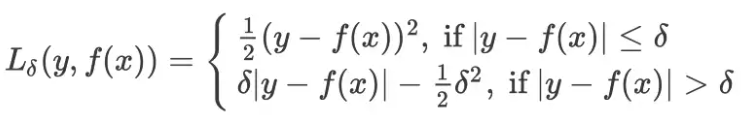 L_δ(y, f(x)) = { ½(y − f(x))², if |y − f(x)| ≤ δ
δ|y − f(x)| − ½δ², if |y − f(x)| > δ